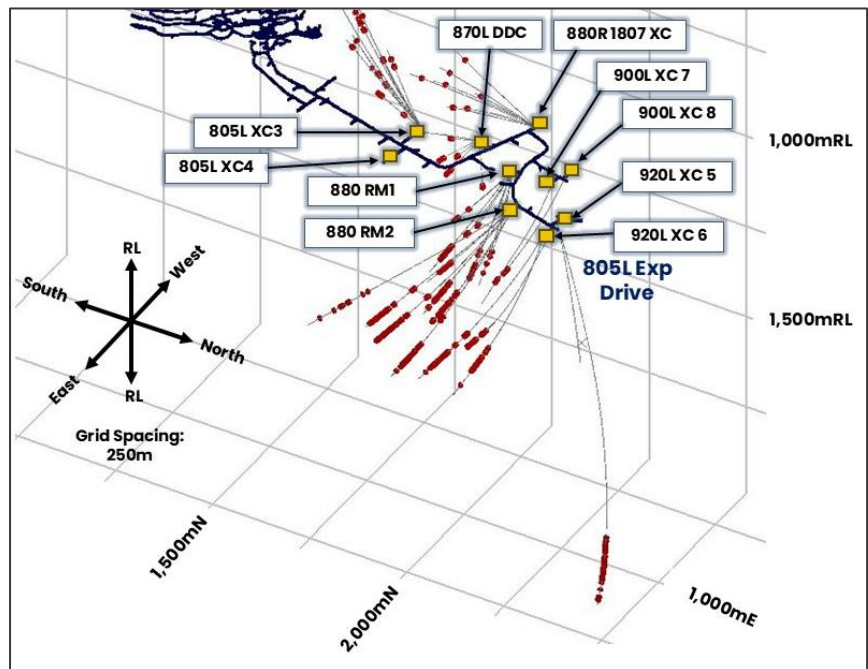 870L DDC
880R 1807 XC
900L XC 7
900L XC 8
805L XC3
1,000mRL
805L XC4
880 RM1
920L XC 5
880 RM2
920L XC 6
805L Exp
Drive
RL
West
South
North
East
RL
1,500mRL
Grid Spacing:
250m
1,500mN
2,000mN
1,000mE